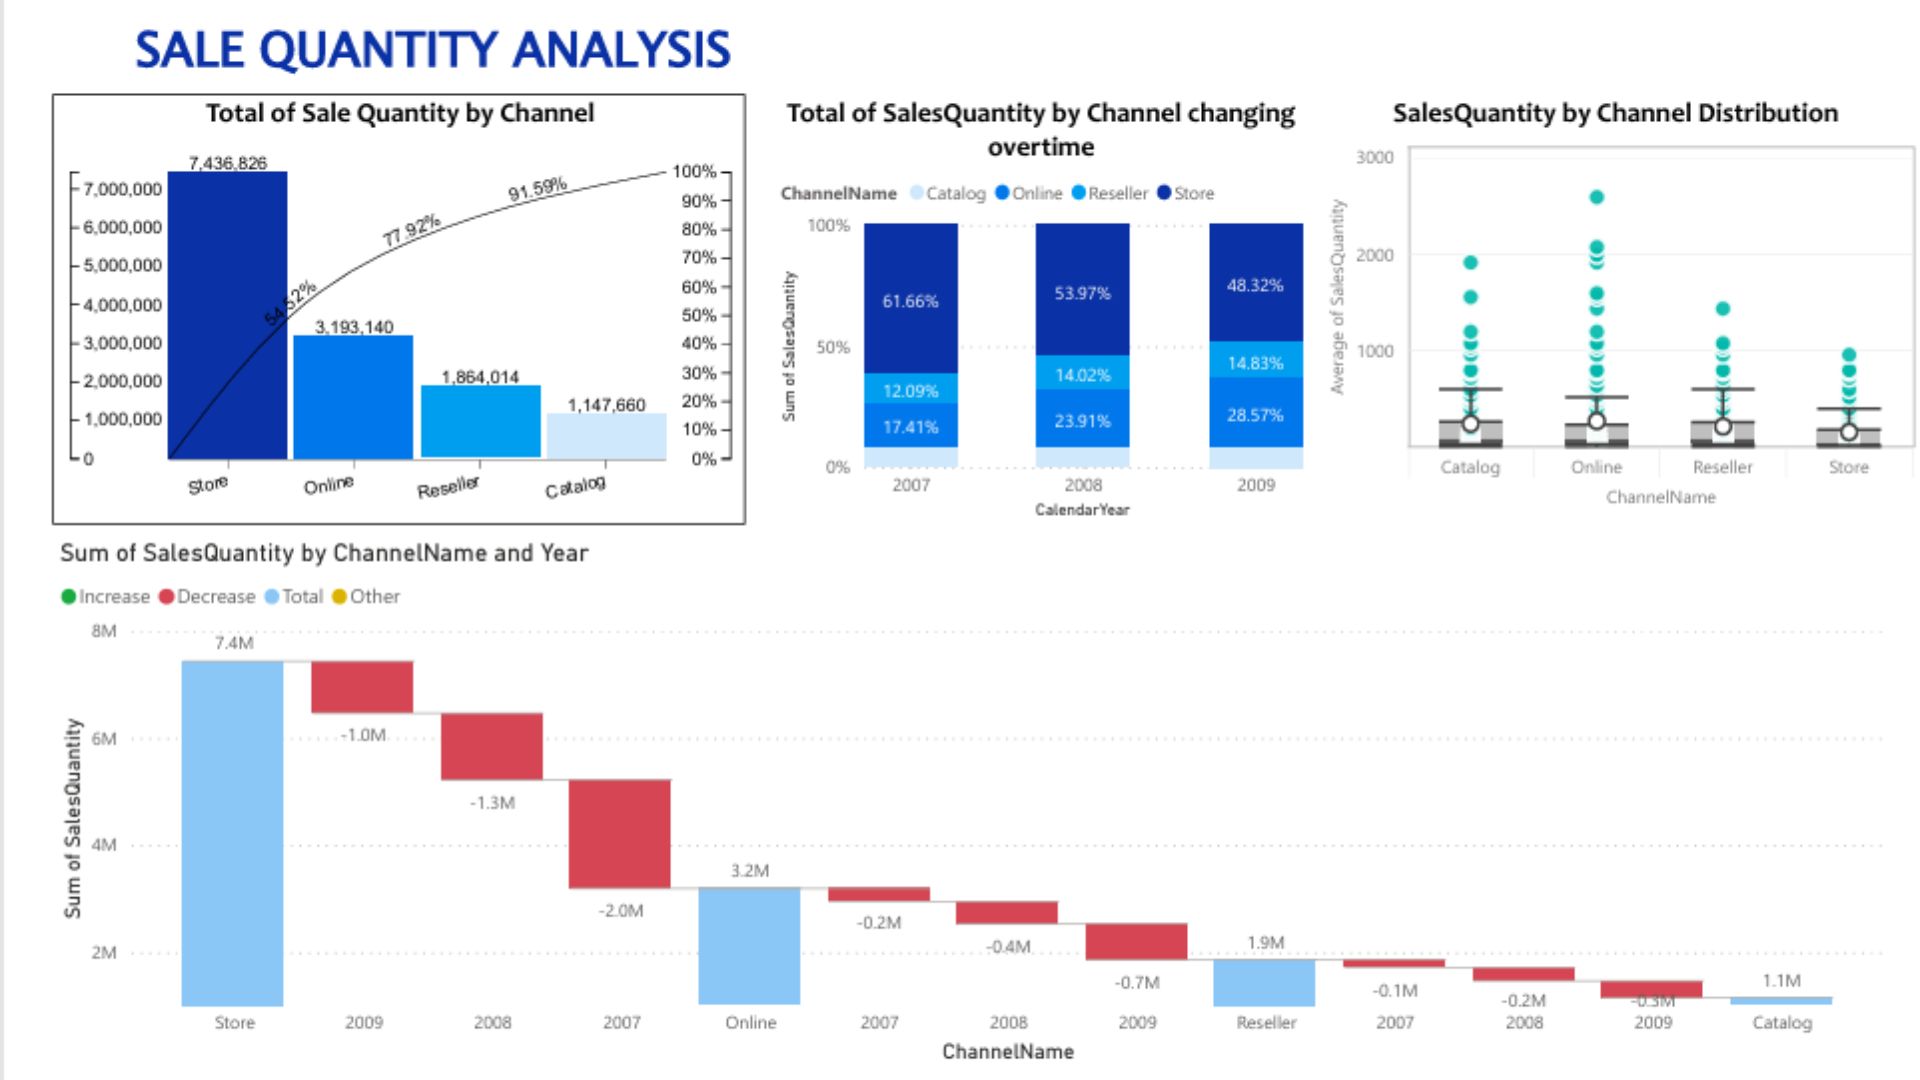 SALE QUANTITY ANALYSIS
Total of Sale Quantity by Channel
7,436,826
3,193,140
1,864,014
1,147,660
54.52%
77.92%
91.59%
7,000,000
6,000,000
5,000,000
4,000,000
3,000,000
2,000,000
1,000,000
0
100%
90%
80%
70%
60%
50%
40%
30%
20%
10%
0%
Store
Online
Reseller
Catalog
Total of SalesQuantity by Channel changing
overtime
ChannelName Catalog Online Reseller Store
Sum of SalesQuantity
100%
50%
0%
61.66%
12.09%
17.41%
53.97%
14.02%
23.91%
48.32%
14.83%
28.57%
2007
2008
2009
CalendarYear
SalesQuantity by Channel Distribution
Average of SalesQuantity
3000
2000
1000
Catalog
Online
Reseller
Store
ChannelName
Sum of SalesQuantity by ChannelName and Year
Increase Decrease Total Other
Sum of SalesQuantity
8M
6M
4M
2M
7.4M
-1.0M
-1.3M
-2.0M
3.2M
-0.2M
-0.4M
-0.7M
1.9M
-0.1M
-0.2M
-0.3M
1.1M
Store
2009
2008
2007
Online
2007
2008
2009
Reseller
2007
2008
2009
Catalog
ChannelName